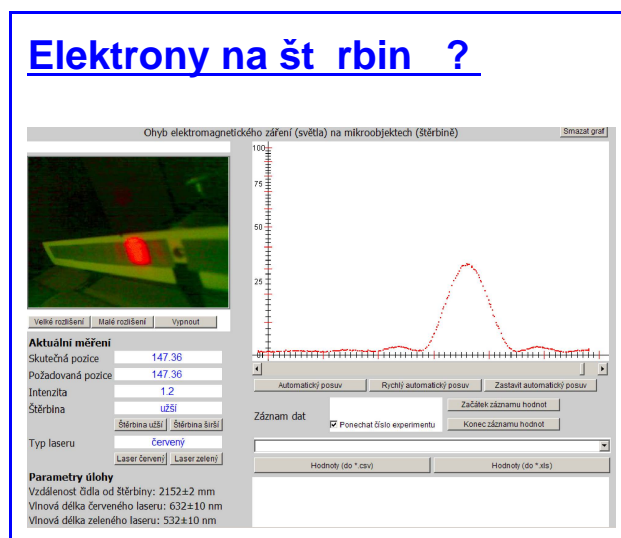 Elektrony na št rbin ?
Ohyb elektromagnetického záření (světla) na mikroobjektech (štěrbině)
Smazat graf
100
75
50
25
0
Velké rozlišení
Malé rozlišení
Vypnout
Aktuální měření
Skutečná pozice 147.36
Požadovaná pozice 147.36
Intenzita 1.2
Štěrbina užší
Štěrbina užší Štěrbina širší
Typ laseru červený
Laser červený Laser zelený
Parametry úlohy
Vzdálenost čidla od štěrbiny: 2152±2 mm
Vlnová délka červeného laseru: 632±10 nm
Vlnová délka zeleného laseru: 532±10 nm
Automatický posuv
Rychlý automatický posuv
Zastavit automatický posuv
Záznam dat
Ponechat číslo experimentu
Začátek záznamu hodnot
Konec záznamu hodnot
Hodnoty (do *.csv)
Hodnoty (do *.xls)